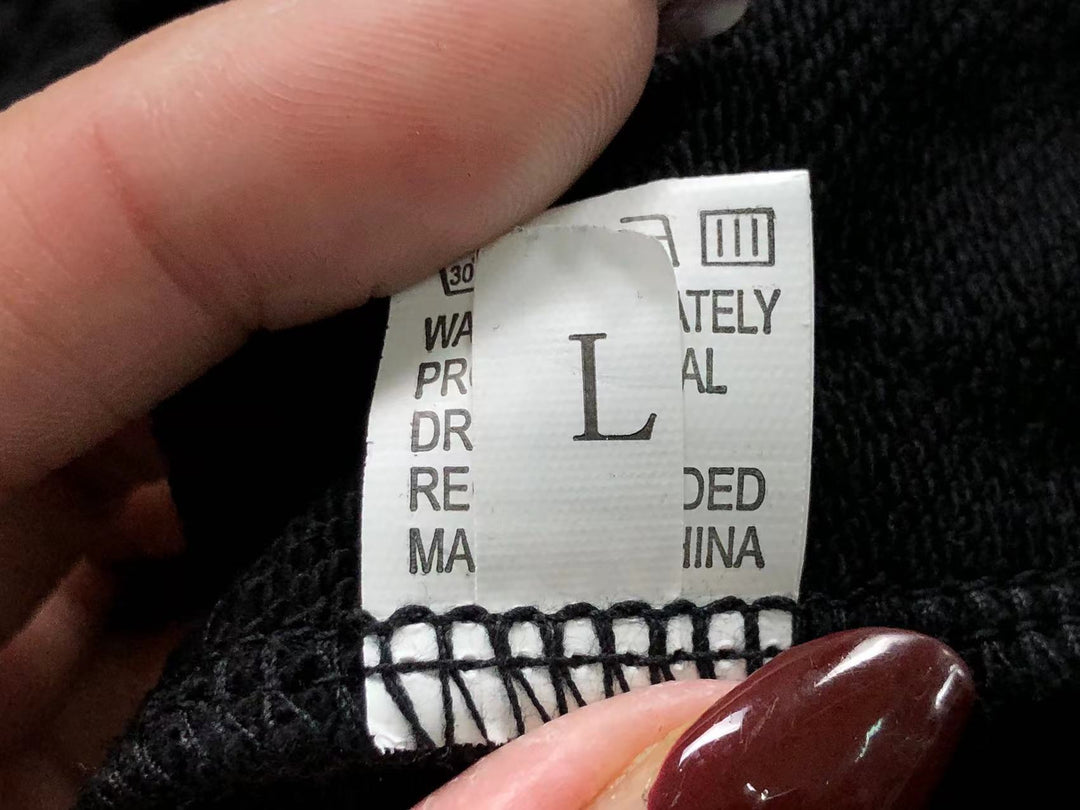 30
WA ATELY
PR AL
L
DR
RE DED
MA HINA